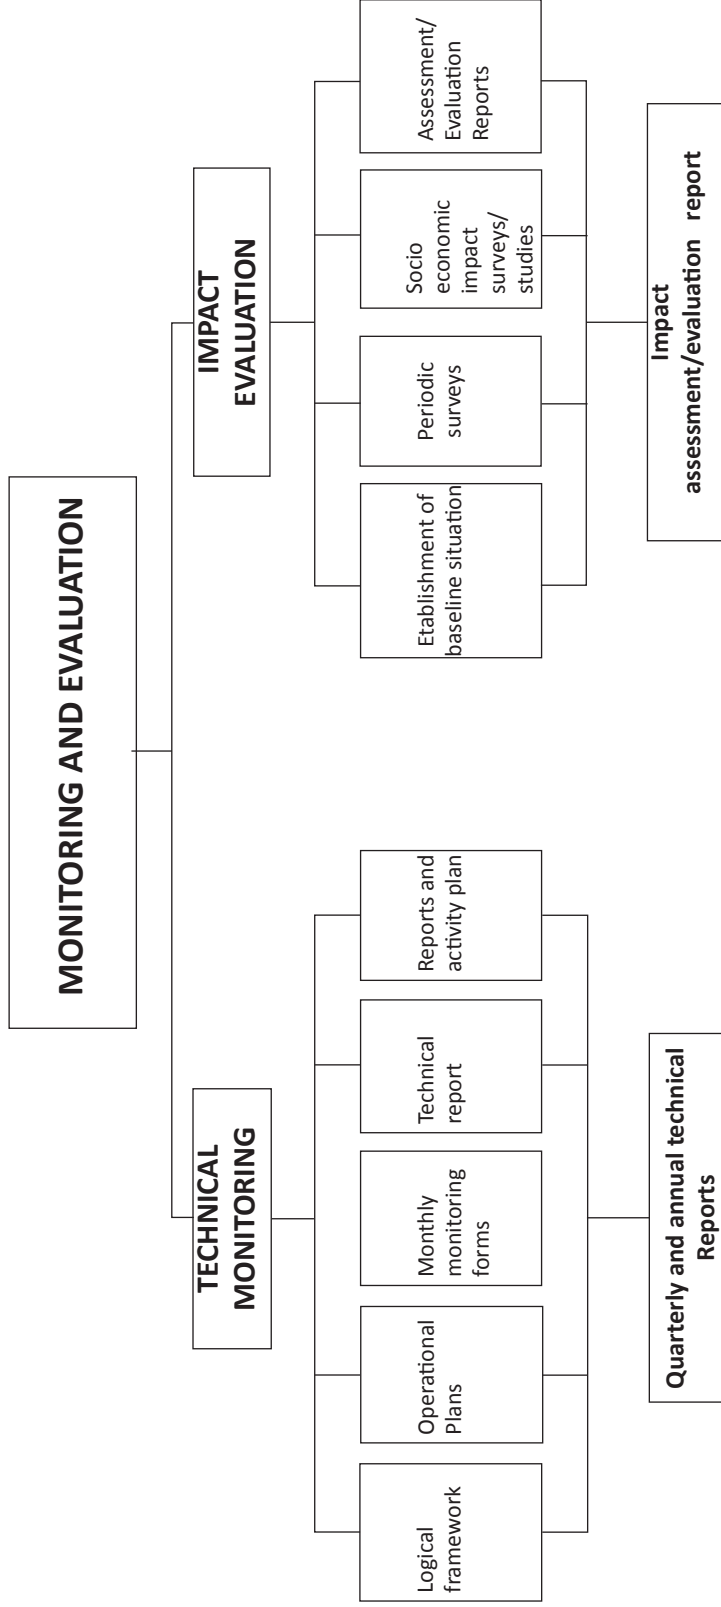 MONITORING AND EVALUATION
TECHNICAL
MONITORING
IMPACT
EVALUATION
Logical
framework
Operational
Plans
Monthly
monitoring
forms
Technical
report
Reports and
activity plan
Etablishment of
baseline situation
Periodic
surveys
Socio
economic
impact
surveys/
studies
Assessment/
Evaluation
Reports
Quarterly and annual technical
Reports
Impact
assessment/evaluation report